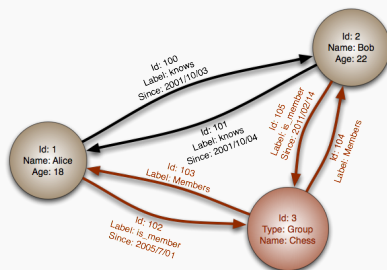 Id: 2
Name: Bob
Age: 22
Id: 100
Label: knows
Since: 2001/10/03
Id: 101
Label: knows
Since: 2001/10/04
Id: 105
Label: is_member
Since: 2011/02/14
Id: 104
Label: Members
Id: 1
Name: Alice
Age: 18
Id: 103
Label: Members
Id: 102
Label: is_member
Since: 2005/7/01
Id: 3
Type: Group
Name: Chess